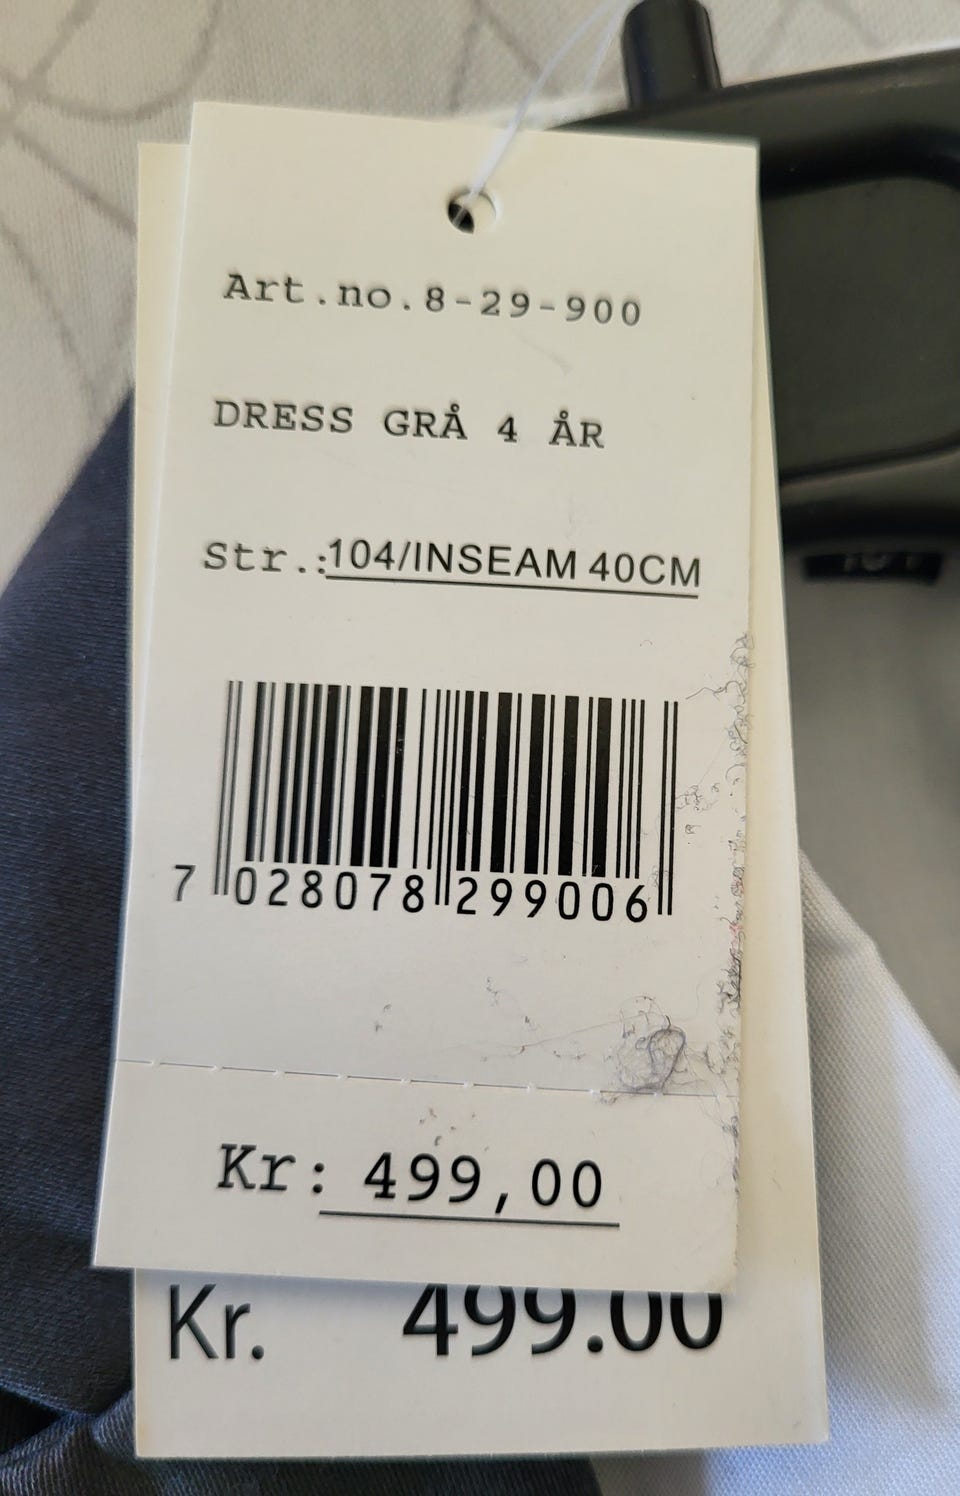 Art.no.8-29-900
DRESS GRÅ 4 ÅR
Str.:104/INSEAM 40CM
7 028078 299006
Kr: 499,00
Kr. 499.00